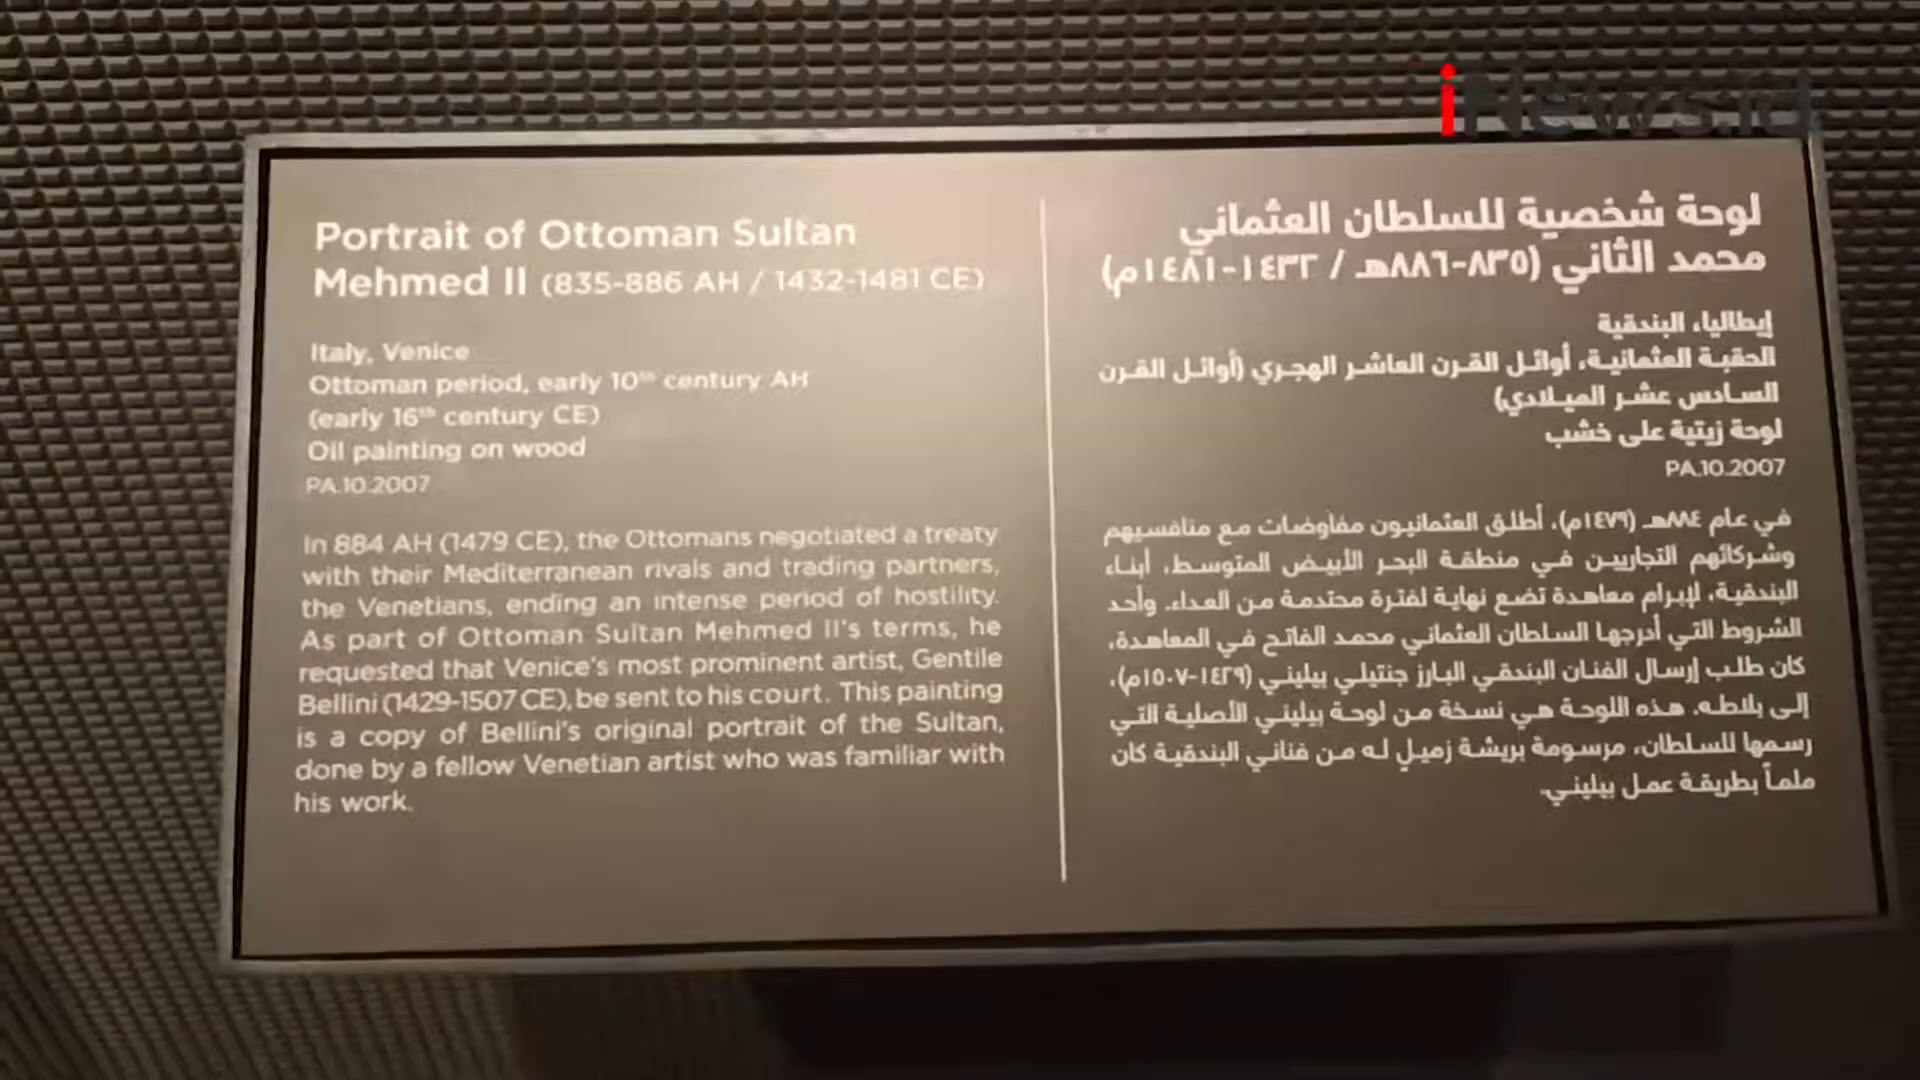 iNews.id
Portrait of Ottoman Sultan
Mehmed II (835-886 AH / 1432-1481 CE)
Italy, Venice
Ottoman period, early 10th century AH
(early 16th century CE)
Oil painting on wood
PA.10.2007
In 884 AH (1479 CE), the Ottomans negotiated a treaty
with their Mediterranean rivals and trading partners,
the Venetians, ending an intense period of hostility.
As part of Ottoman Sultan Mehmed II's terms, he
requested that Venice's most prominent artist, Gentile
Bellini (1429-1507 CE), be sent to his court. This painting
is a copy of Bellini's original portrait of the Sultan,
done by a fellow Venetian artist who was familiar with
his work.
لوحة شخصية للسلطان العثماني
محمد الثاني (٨٣٥-٨٨٦هـ / ١٤٣٢-١٤٨١م)
إيطاليا، البندقية
الحقبة العثمانية، أوائل القرن العاشر الهجري (أوائل القرن
السادس عشر الميلادي)
لوحة زيتية على خشب
PA.10.2007
في عام ٨٨٤هـ (١٤٧٩م)، أطلق العثمانيون مفاوضات مع منافسيهم
وشركائهم التجاريين في منطقة البحر الأبيض المتوسط، أبناء
البندقية، لإبرام معاهدة تضع نهاية لفترة محتدمة من العداء. وأحد
الشروط التي أدرجها السلطان العثماني محمد الفاتح في المعاهدة،
كان طلب إرسال الفنان البندقي البارز جنتيلي بيليني (١٤٢٩-١٥٠٧م)،
إلى بلاطه. هذه اللوحة هي نسخة من لوحة بيليني الأصلية التي
رسمها للسلطان، مرسومة بريشة زميل له من فناني البندقية كان
ملماً بطريقة عمل بيليني.